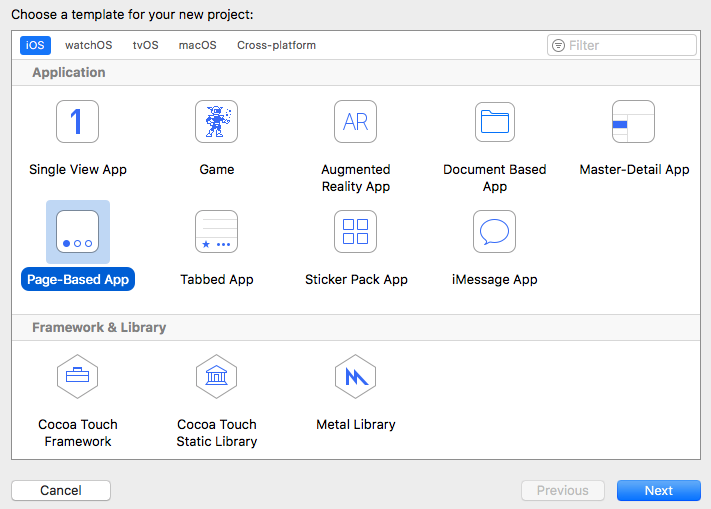 Choose a template for your new project:
iOS watchOS tvOS macOS Cross-platform Filter
Application
1 AR
Single View App Game Augmented Reality App Document Based App Master-Detail App
Page-Based App Tabbed App Sticker Pack App iMessage App
Framework & Library
Cocoa Touch Framework Cocoa Touch Static Library Metal Library
Cancel Previous Next